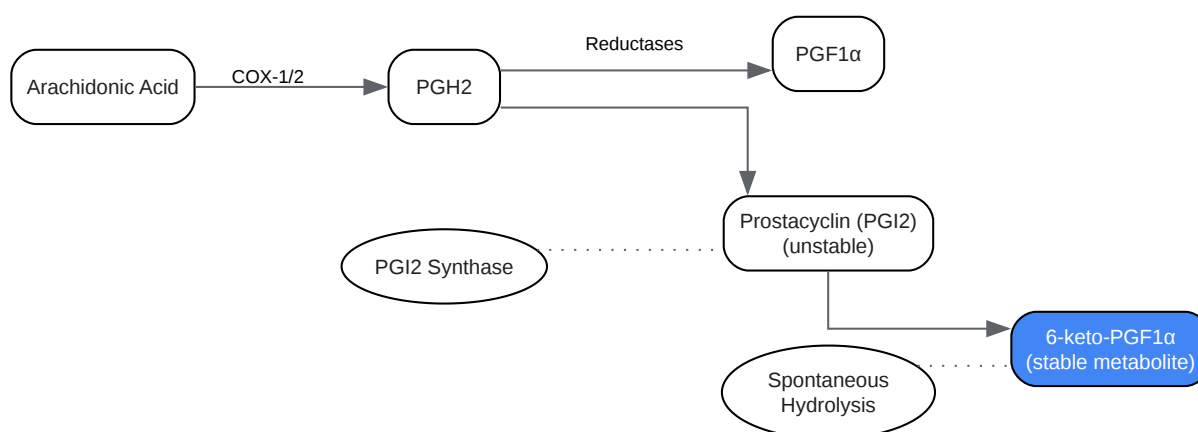 Reductases
PGF1α
Arachidonic Acid
COX-1/2
PGH2
Prostacyclin (PGI2)
(unstable)
PGI2 Synthase
6-keto-PGF1α
(stable metabolite)
Spontaneous
Hydrolysis